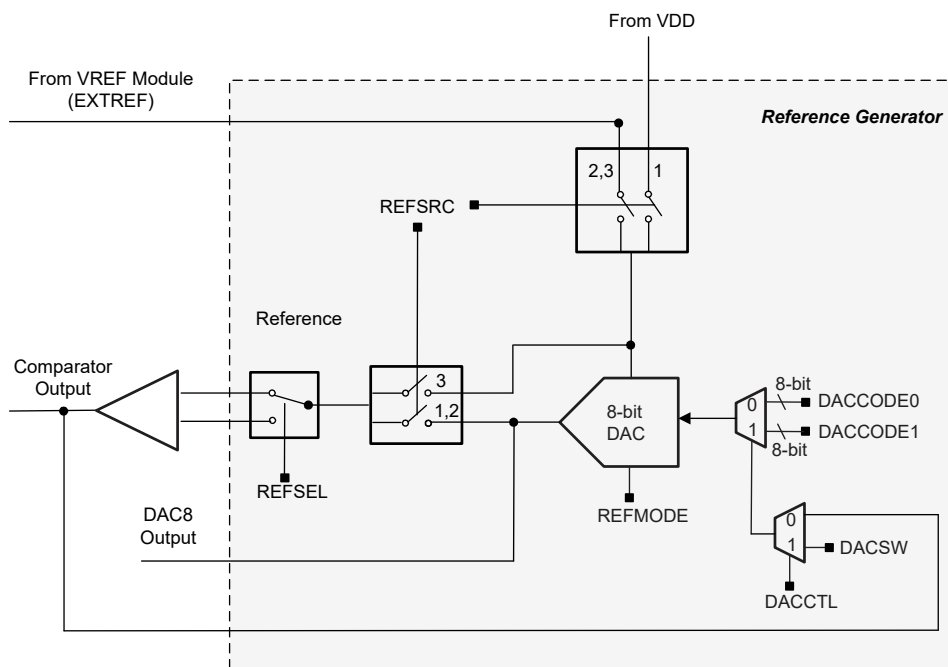 From VDD
From VREF Module
(EXTREF)
Reference Generator
2,3
1
REFSRC
Reference
Comparator
Output
3
1,2
8-bit
DAC
0
1
8-bit
DACCODE0
DACCODE1
8-bit
REFSEL
REFMODE
DAC8
Output
0
1
DACSW
DACCTL